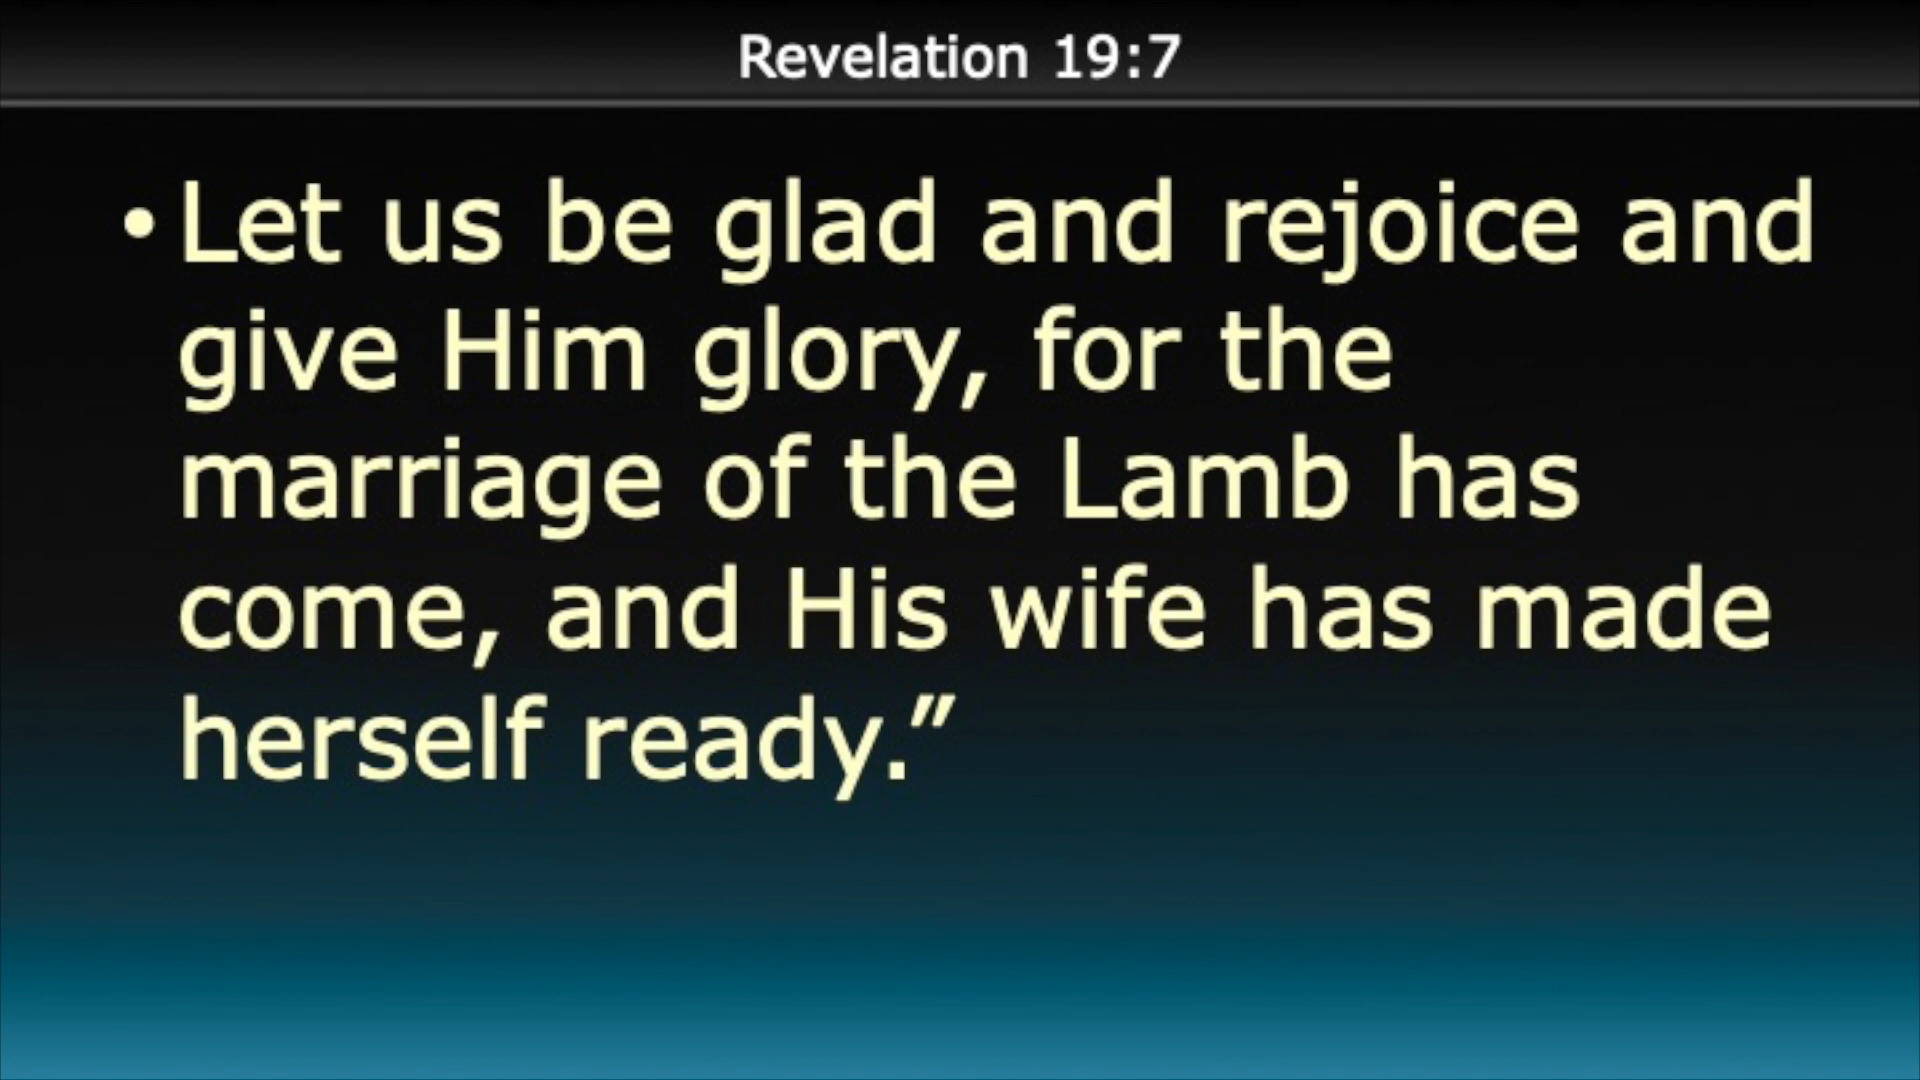 Revelation 19:7
• Let us be glad and rejoice and
give Him glory, for the
marriage of the Lamb has
come, and His wife has made
herself ready.”